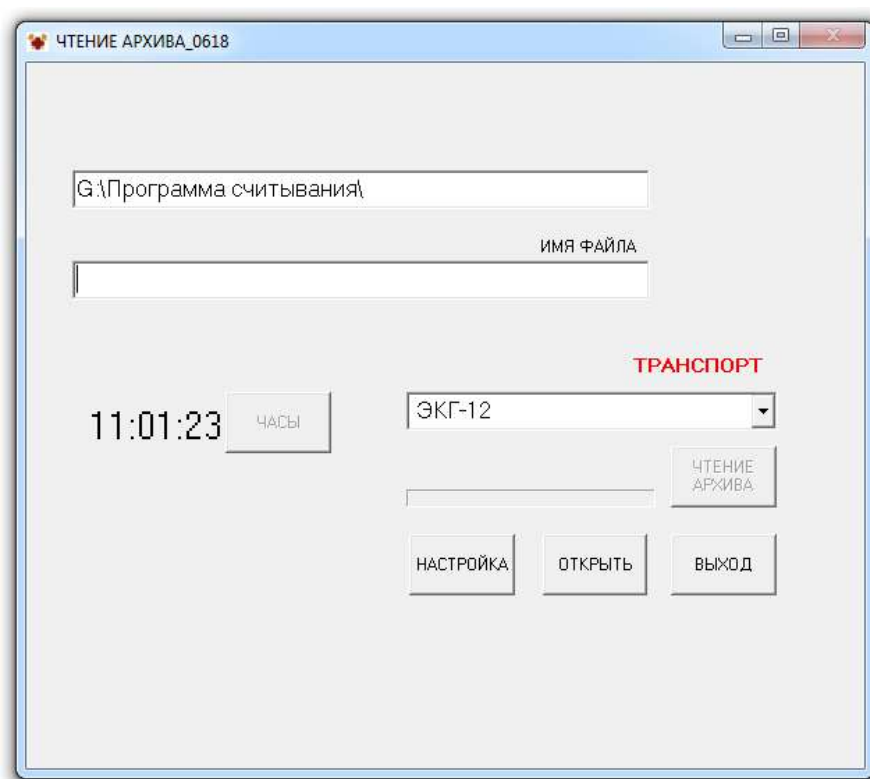 ЧТЕНИЕ АРХИВА_0618
G:\Программа считывания\
ИМЯ ФАЙЛА
ТРАНСПОРТ
11:01:23
ЧАСЫ
ЭКГ-12
ЧТЕНИЕ
АРХИВА
НАСТРОЙКА
ОТКРЫТЬ
ВЫХОД